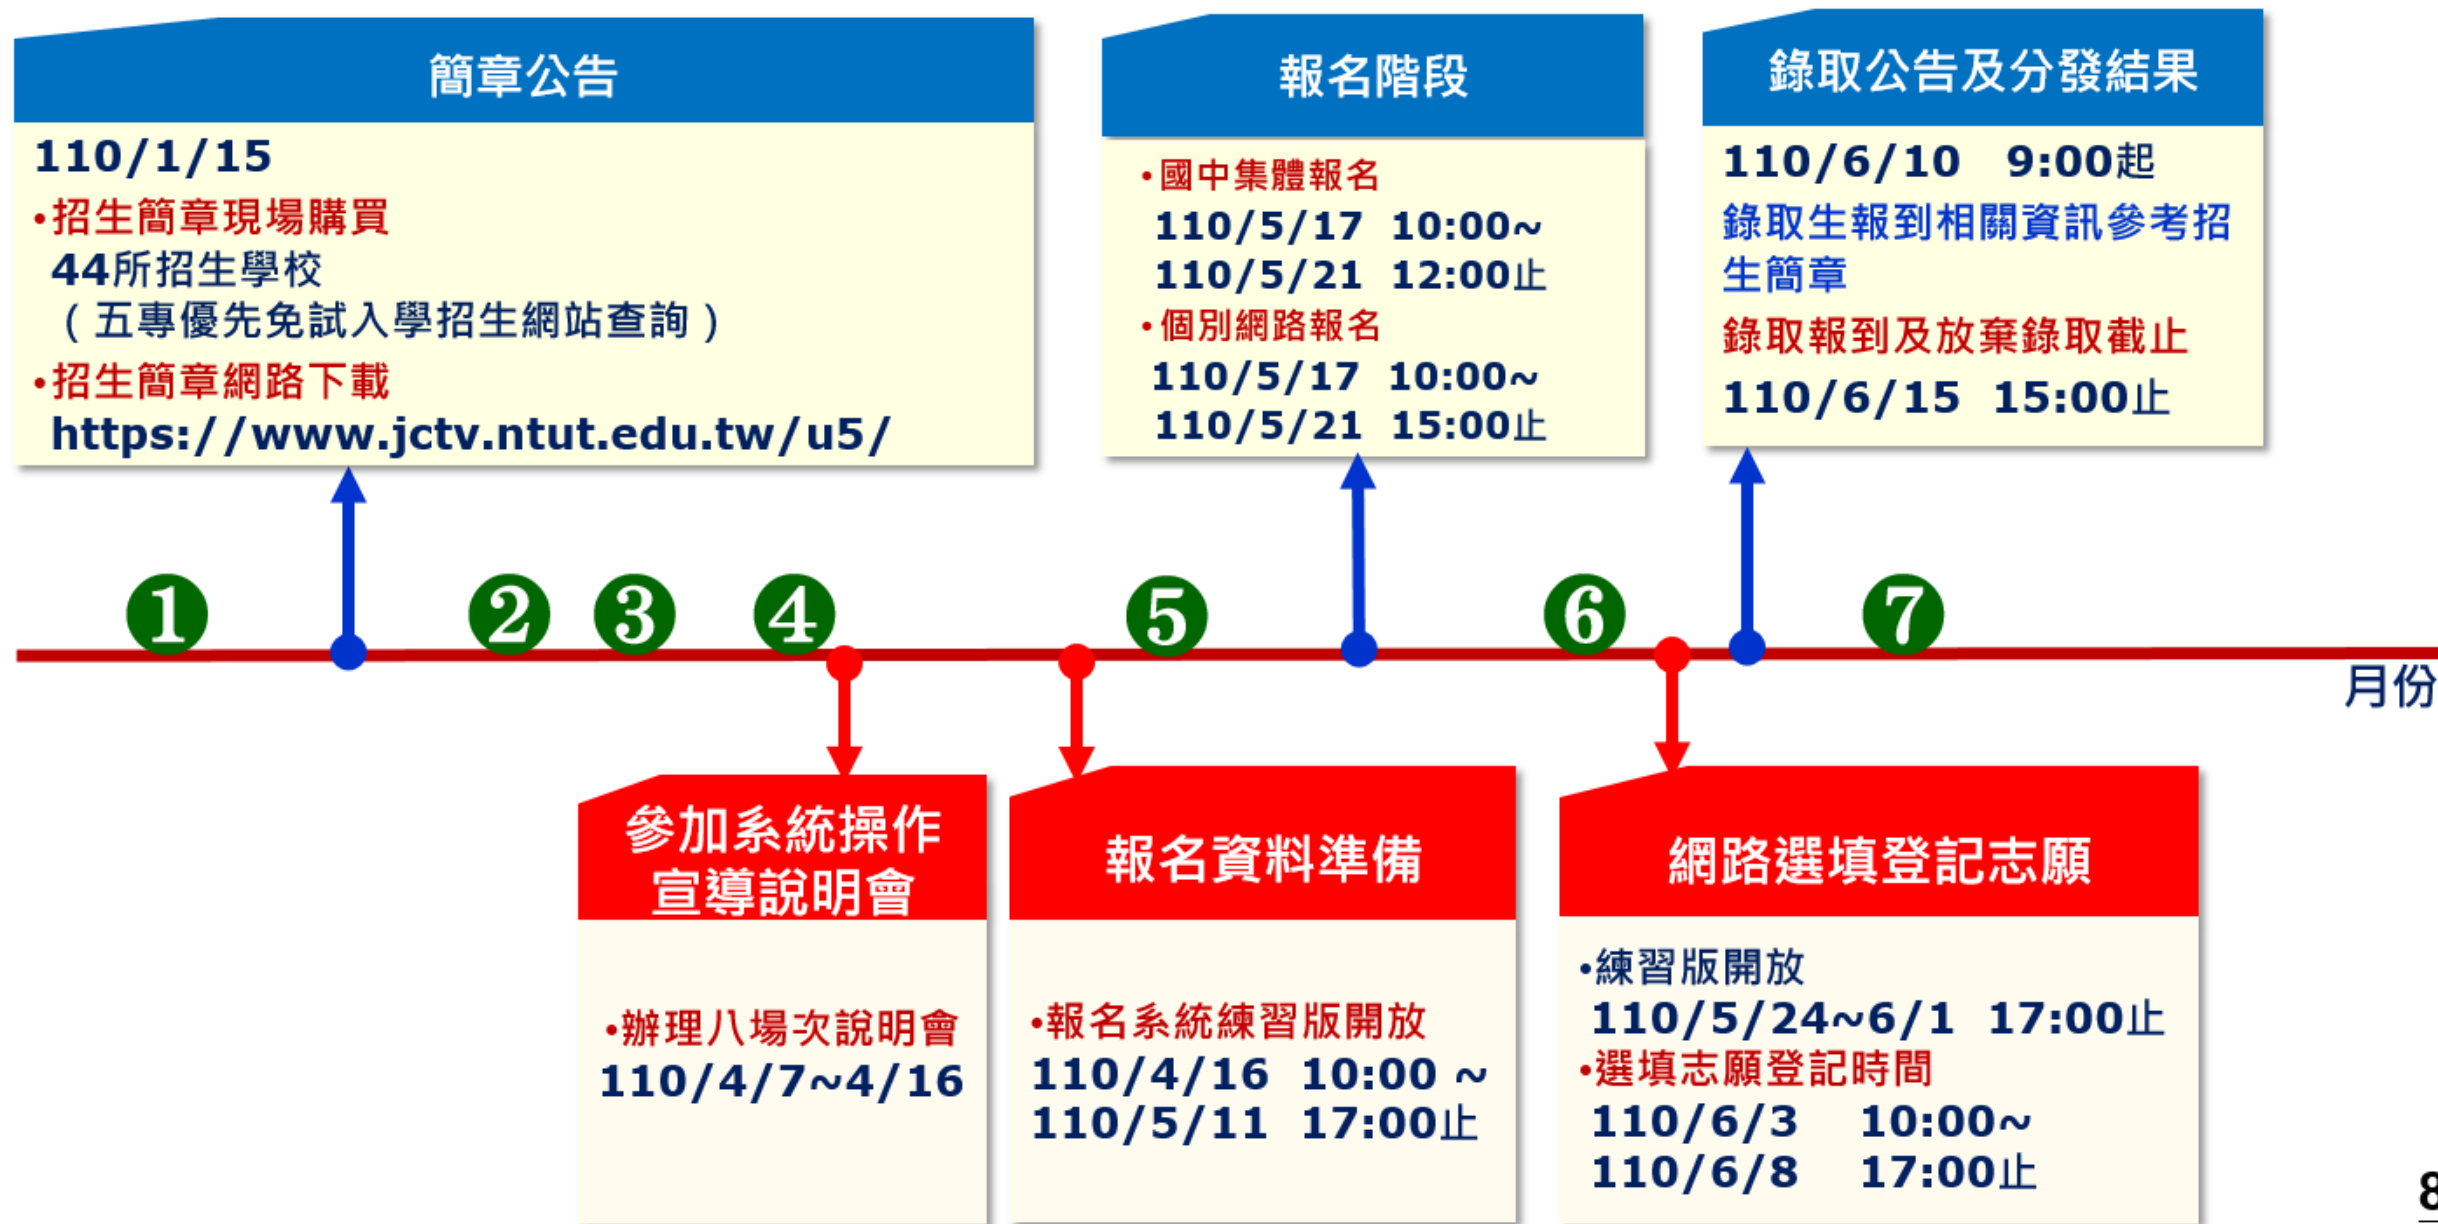 簡章公告
110/1/15
•招生簡章現場購買
44所招生學校
（五專優先免試入學招生網站查詢）
•招生簡章網路下載
https://www.jctv.ntut.edu.tw/u5/
報名階段
•國中集體報名
110/5/17 10:00~
110/5/21 12:00止
•個別網路報名
110/5/17 10:00~
110/5/21 15:00止
錄取公告及分發結果
110/6/10 9:00起
錄取生報到相關資訊參考招
生簡章
錄取報到及放棄錄取截止
110/6/15 15:00止
❶ ❷ ❸ ❹ ❺ ❻ ❼
月份
參加系統操作
宣導說明會
•辦理八場次說明會
110/4/7~4/16
報名資料準備
•報名系統練習版開放
110/4/16 10:00 ~
110/5/11 17:00止
網路選填登記志願
•練習版開放
110/5/24~6/1 17:00止
•選填志願登記時間
110/6/3 10:00~
110/6/8 17:00止
8